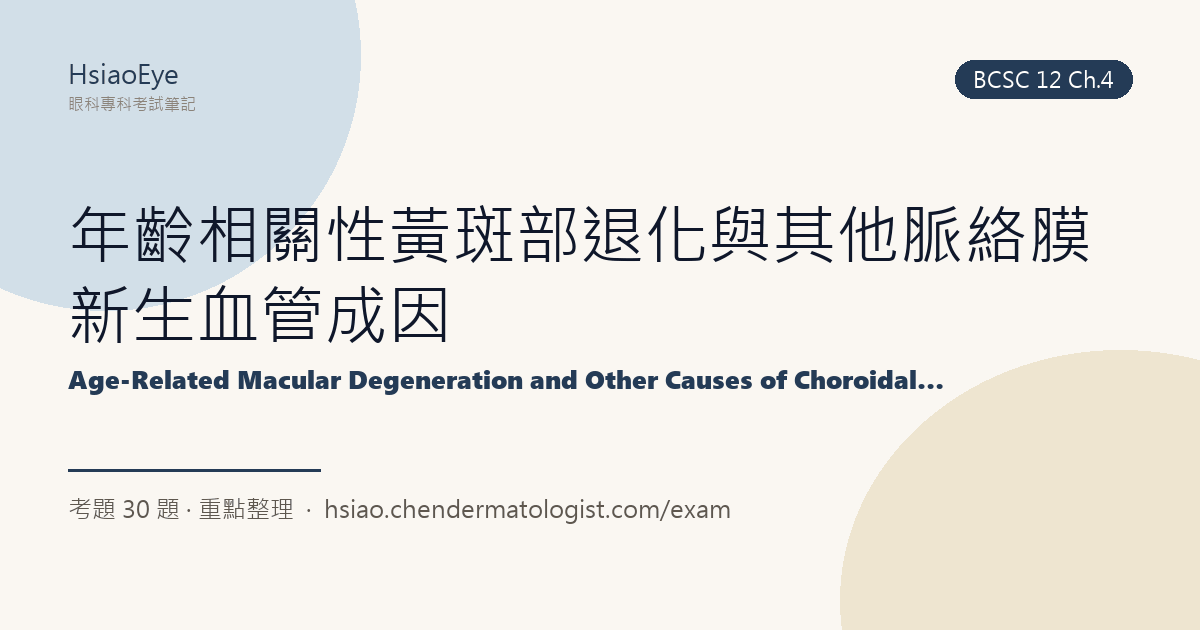 HsiaoEye
眼科專科考試筆記
BCSC 12 Ch.4
年齡相關性黃斑部退化與其他脈絡膜
新生血管成因
Age-Related Macular Degeneration and Other Causes of Choroidal...
考題 30 題 · 重點整理 · hsiao.chendermatologist.com/exam